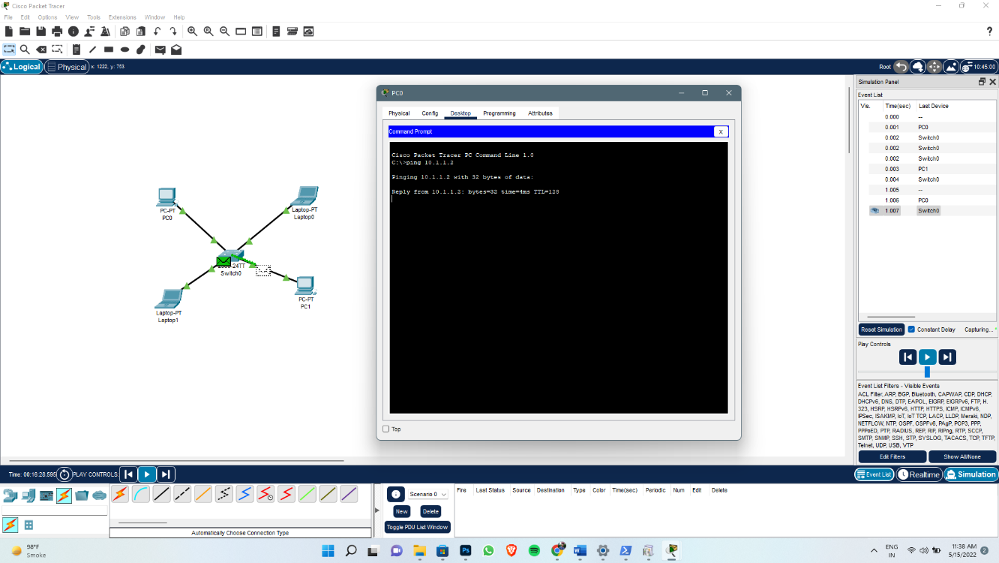 Cisco Packet Tracer
File Edit Options View Tools Extensions Window Help
?
Logical Physical x: 1222, y: 753 Root 10:45:00
PC-PT
PC0
Laptop-PT
Laptop0
-24TT
Switch0
PC-PT
PC1
Laptop-PT
Laptop1
PC0
Physical Config Desktop Programming Attributes
Command Prompt X
Cisco Packet Tracer PC Command Line 1.0
C:\>ping 10.1.1.2
Pinging 10.1.1.2 with 32 bytes of data:
Reply from 10.1.1.2: bytes=32 time=4ms TTL=128
Top
Simulation Panel
Event List
Vis. Time(sec) Last Device
0.000 --
0.001 PC0
0.002 Switch0
0.002 Switch0
0.002 Switch0
0.003 PC1
0.004 Switch0
1.005 --
1.006 PC0
1.007 Switch0
Reset Simulation Constant Delay Capturing...
Play Controls
Event List Filters - Visible Events
ACL Filter, ARP, BGP, Bluetooth, CAPWAP, CDP, DHCP,
DHCPv6, DNS, DTP, EAPOL, EIGRP, EIGRPv6, FTP, H.
323, HSRP, HSRPv6, HTTP, HTTPS, ICMP, ICMPv6,
IPSec, ISAKMP, IoT, IoT TCP, LACP, LLDP, Meraki, NDP,
NETFLOW, NTP, OSPF, OSPFv6, PAgP, POP3, PPP,
PPPoED, PTP, RADIUS, REP, RIP, RIPng, RTP, SCCP,
SMTP, SNMP, SSH, STP, SYSLOG, TACACS, TCP, TFTP,
Telnet, UDP, USB, VTP
Edit Filters Show All/None
Time: 00:16:28.595 PLAY CONTROLS: Event List Realtime Simulation
Automatically Choose Connection Type
Scenario 0
New Delete
Toggle PDU List Window
Fire Last Status Source Destination Type Color Time(sec) Periodic Num Edit Delete
98°F
Smoke
ENG
IN
11:38 AM
5/15/2022
2